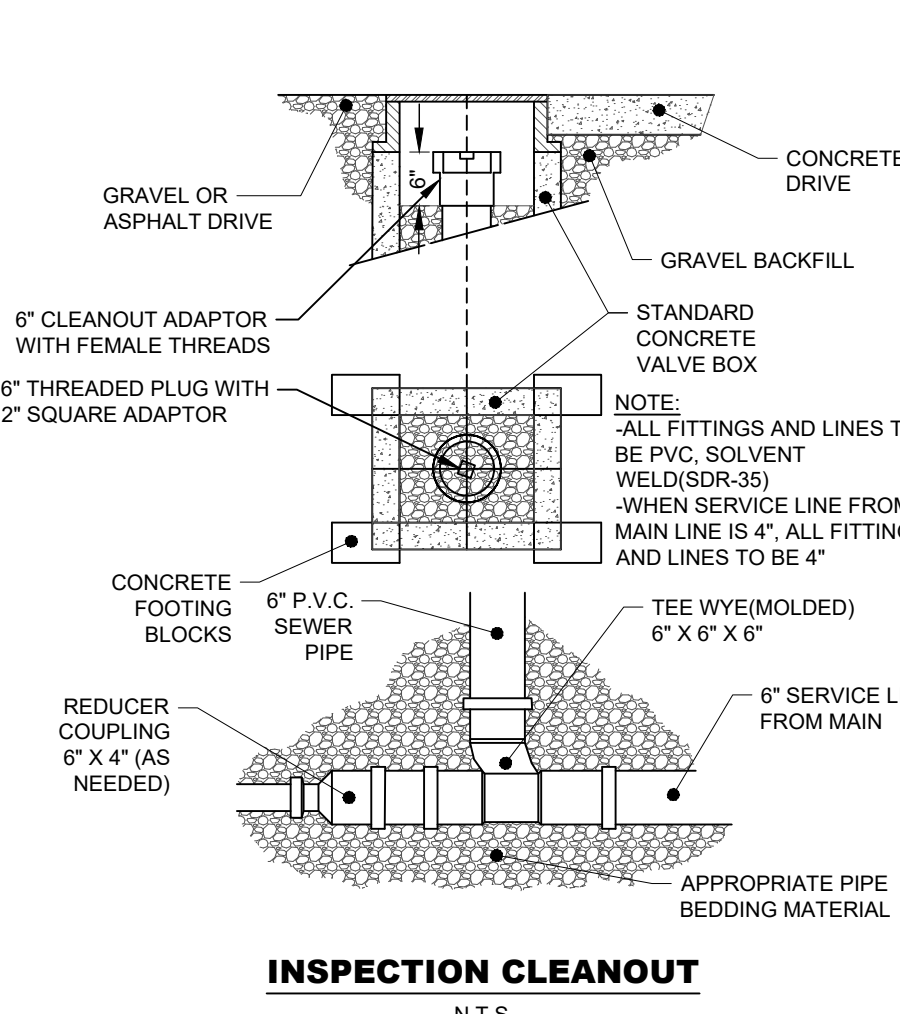 CONCRETE
DRIVE
GRAVEL OR
ASPHALT DRIVE
6"
GRAVEL BACKFILL
6" CLEANOUT ADAPTOR
WITH FEMALE THREADS
STANDARD
CONCRETE
VALVE BOX
6" THREADED PLUG WITH
2" SQUARE ADAPTOR
NOTE:
-ALL FITTINGS AND LINES T
BE PVC, SOLVENT
WELD(SDR-35)
-WHEN SERVICE LINE FROM
MAIN LINE IS 4", ALL FITTING
AND LINES TO BE 4"
CONCRETE
FOOTING
BLOCKS
6" P.V.C.
SEWER
PIPE
TEE WYE(MOLDED)
6" X 6" X 6"
REDUCER
COUPLING
6" X 4" (AS
NEEDED)
6" SERVICE L
FROM MAIN
APPROPRIATE PIPE
BEDDING MATERIAL
INSPECTION CLEANOUT
N.T.S.